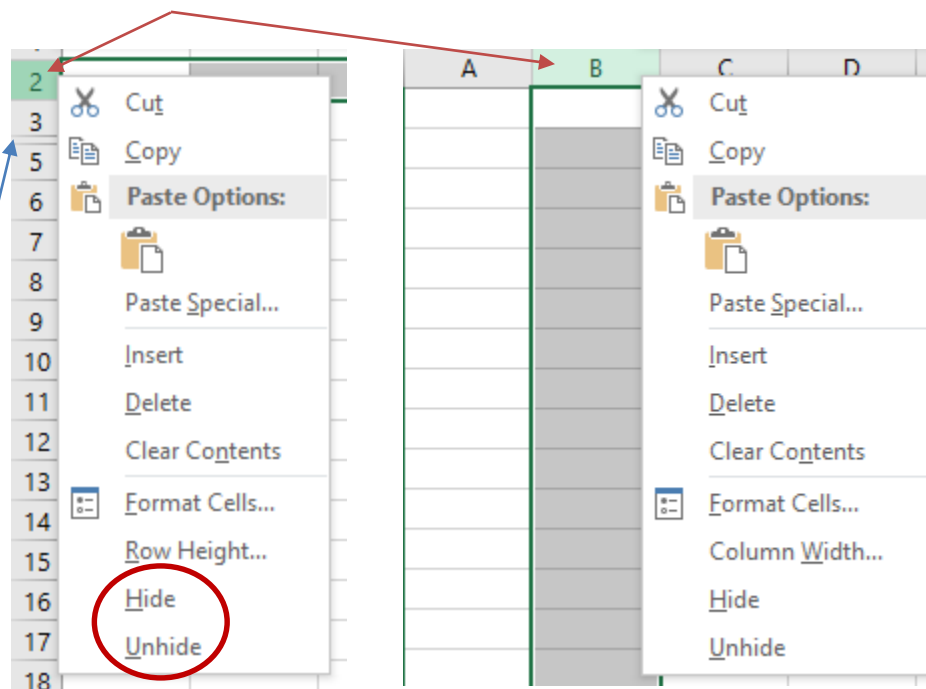 2
3
5
6
7
8
9
10
11
12
13
14
15
16
17
18
Cut
Copy
Paste Options:
Paste Special...
Insert
Delete
Clear Contents
Format Cells...
Row Height...
Hide
Unhide
A B C D
Cut
Copy
Paste Options:
Paste Special...
Insert
Delete
Clear Contents
Format Cells...
Column Width...
Hide
Unhide